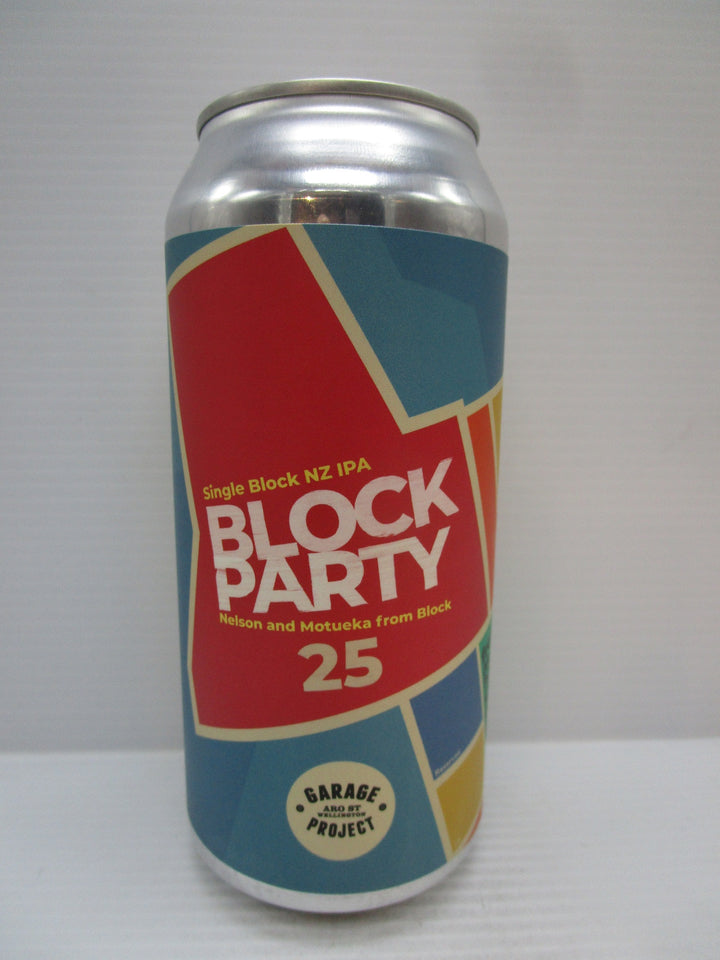 Single Block NZ IPA
BLOCK
PARTY
Nelson and Motueka from Block
25
GARAGE
ARO ST
WELLINGTON
PROJECT